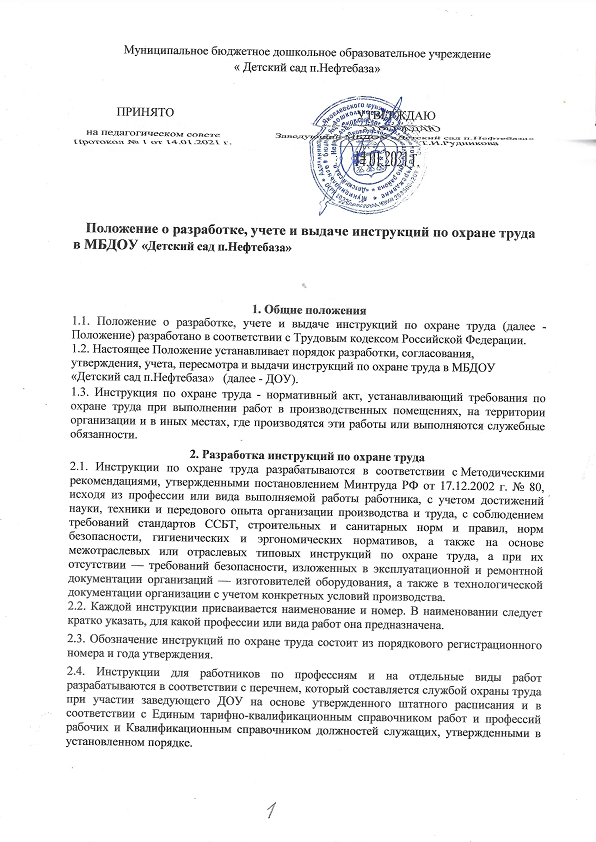 Муниципальное бюджетное дошкольное образовательное учреждение
« Детский сад п.Нефтебаза»
ПРИНЯТО
УТВЕРЖДАЮ
на педагогическом совете
Протокол № 1 от 14.01.2021 г.
Заведующий МБДОУ «Детский сад п.Нефтебаза»
Т.И.Рудникова
14.01.2021
Положение о разработке, учете и выдаче инструкций по охране труда
в МБДОУ «Детский сад п.Нефтебаза»
1. Общие положения
1.1. Положение о разработке, учете и выдаче инструкций по охране труда (далее -
Положение) разработано в соответствии с Трудовым кодексом Российской Федерации.
1.2. Настоящее Положение устанавливает порядок разработки, согласования,
утверждения, учета, пересмотра и выдачи инструкций по охране труда в МБДОУ
«Детский сад п.Нефтебаза» (далее - ДОУ).
1.3. Инструкция по охране труда - нормативный акт, устанавливающий требования по
охране труда при выполнении работ в производственных помещениях, на территории
организации и в иных местах, где производятся эти работы или выполняются служебные
обязанности.
2. Разработка инструкций по охране труда
2.1. Инструкции по охране труда разрабатываются в соответствии с Методическими
рекомендациями, утвержденными постановлением Минтруда РФ от 17.12.2002 г. № 80,
исходя из профессии или вида выполняемой работы работника, с учетом достижений
науки, техники и передового опыта организации производства и труда, с соблюдением
требований стандартов ССБТ, строительных и санитарных норм и правил, норм
безопасности, гигиенических и эргономических нормативов, а также на основе
межотраслевых или отраслевых типовых инструкций по охране труда, а при их
отсутствии — требований безопасности, изложенных в эксплуатационной и ремонтной
документации организаций — изготовителей оборудования, а также в технологической
документации организации с учетом конкретных условий производства.
2.2. Каждой инструкции присваивается наименование и номер. В наименовании следует
кратко указать, для какой профессии или вида работ она предназначена.
2.3. Обозначение инструкций по охране труда состоит из порядкового регистрационного
номера и года утверждения.
2.4. Инструкции для работников по профессиям и на отдельные виды работ
разрабатываются в соответствии с перечнем, который составляется службой охраны труда
при участии заведующего ДОУ на основе утвержденного штатного расписания и в
соответствии с Единым тарифно-квалификационным справочником работ и профессий
рабочих и Квалификационным справочником должностей служащих, утвержденными в
установленном порядке.
1